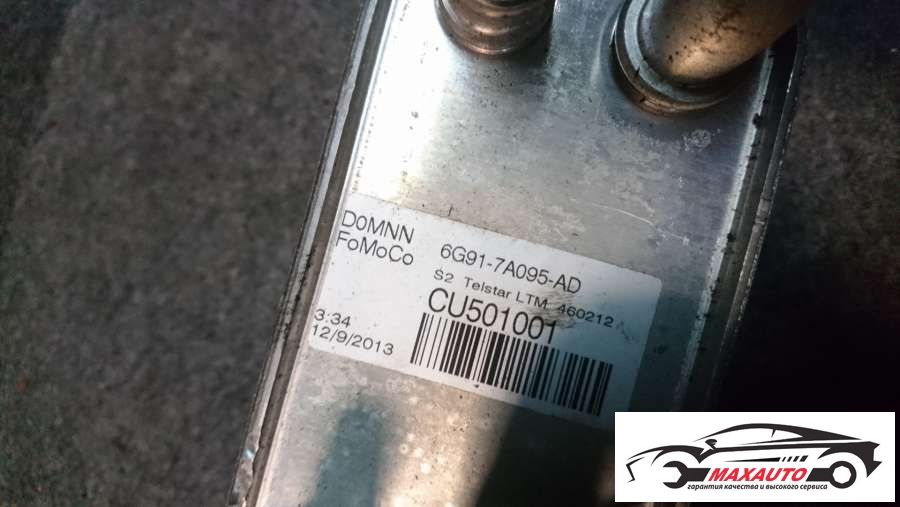 D0MNN
FoMoCo
6G91-7A095-AD
S2 Telstar LTM 460212
CU501001
3:34
12/9/2013
MAXAUTO
гарантия качества и высокого сервиса